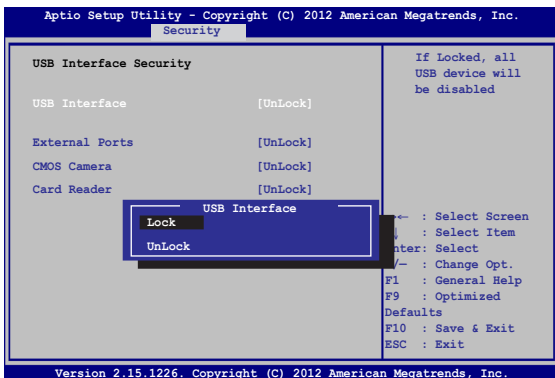 Aptio Setup Utility - Copyright (C) 2012 American Megatrends, Inc.
Security
USB Interface Security
USB Interface [UnLock]
External Ports [UnLock]
CMOS Camera [UnLock]
Card Reader [UnLock]
USB Interface
Lock
UnLock
If Locked, all
USB device will
be disabled
→← : Select Screen
: Select Item
Enter: Select
+/— : Change Opt.
F1 : General Help
F9 : Optimized
Defaults
F10 : Save & Exit
ESC : Exit
Version 2.15.1226. Copyright (C) 2012 American Megatrends, Inc.